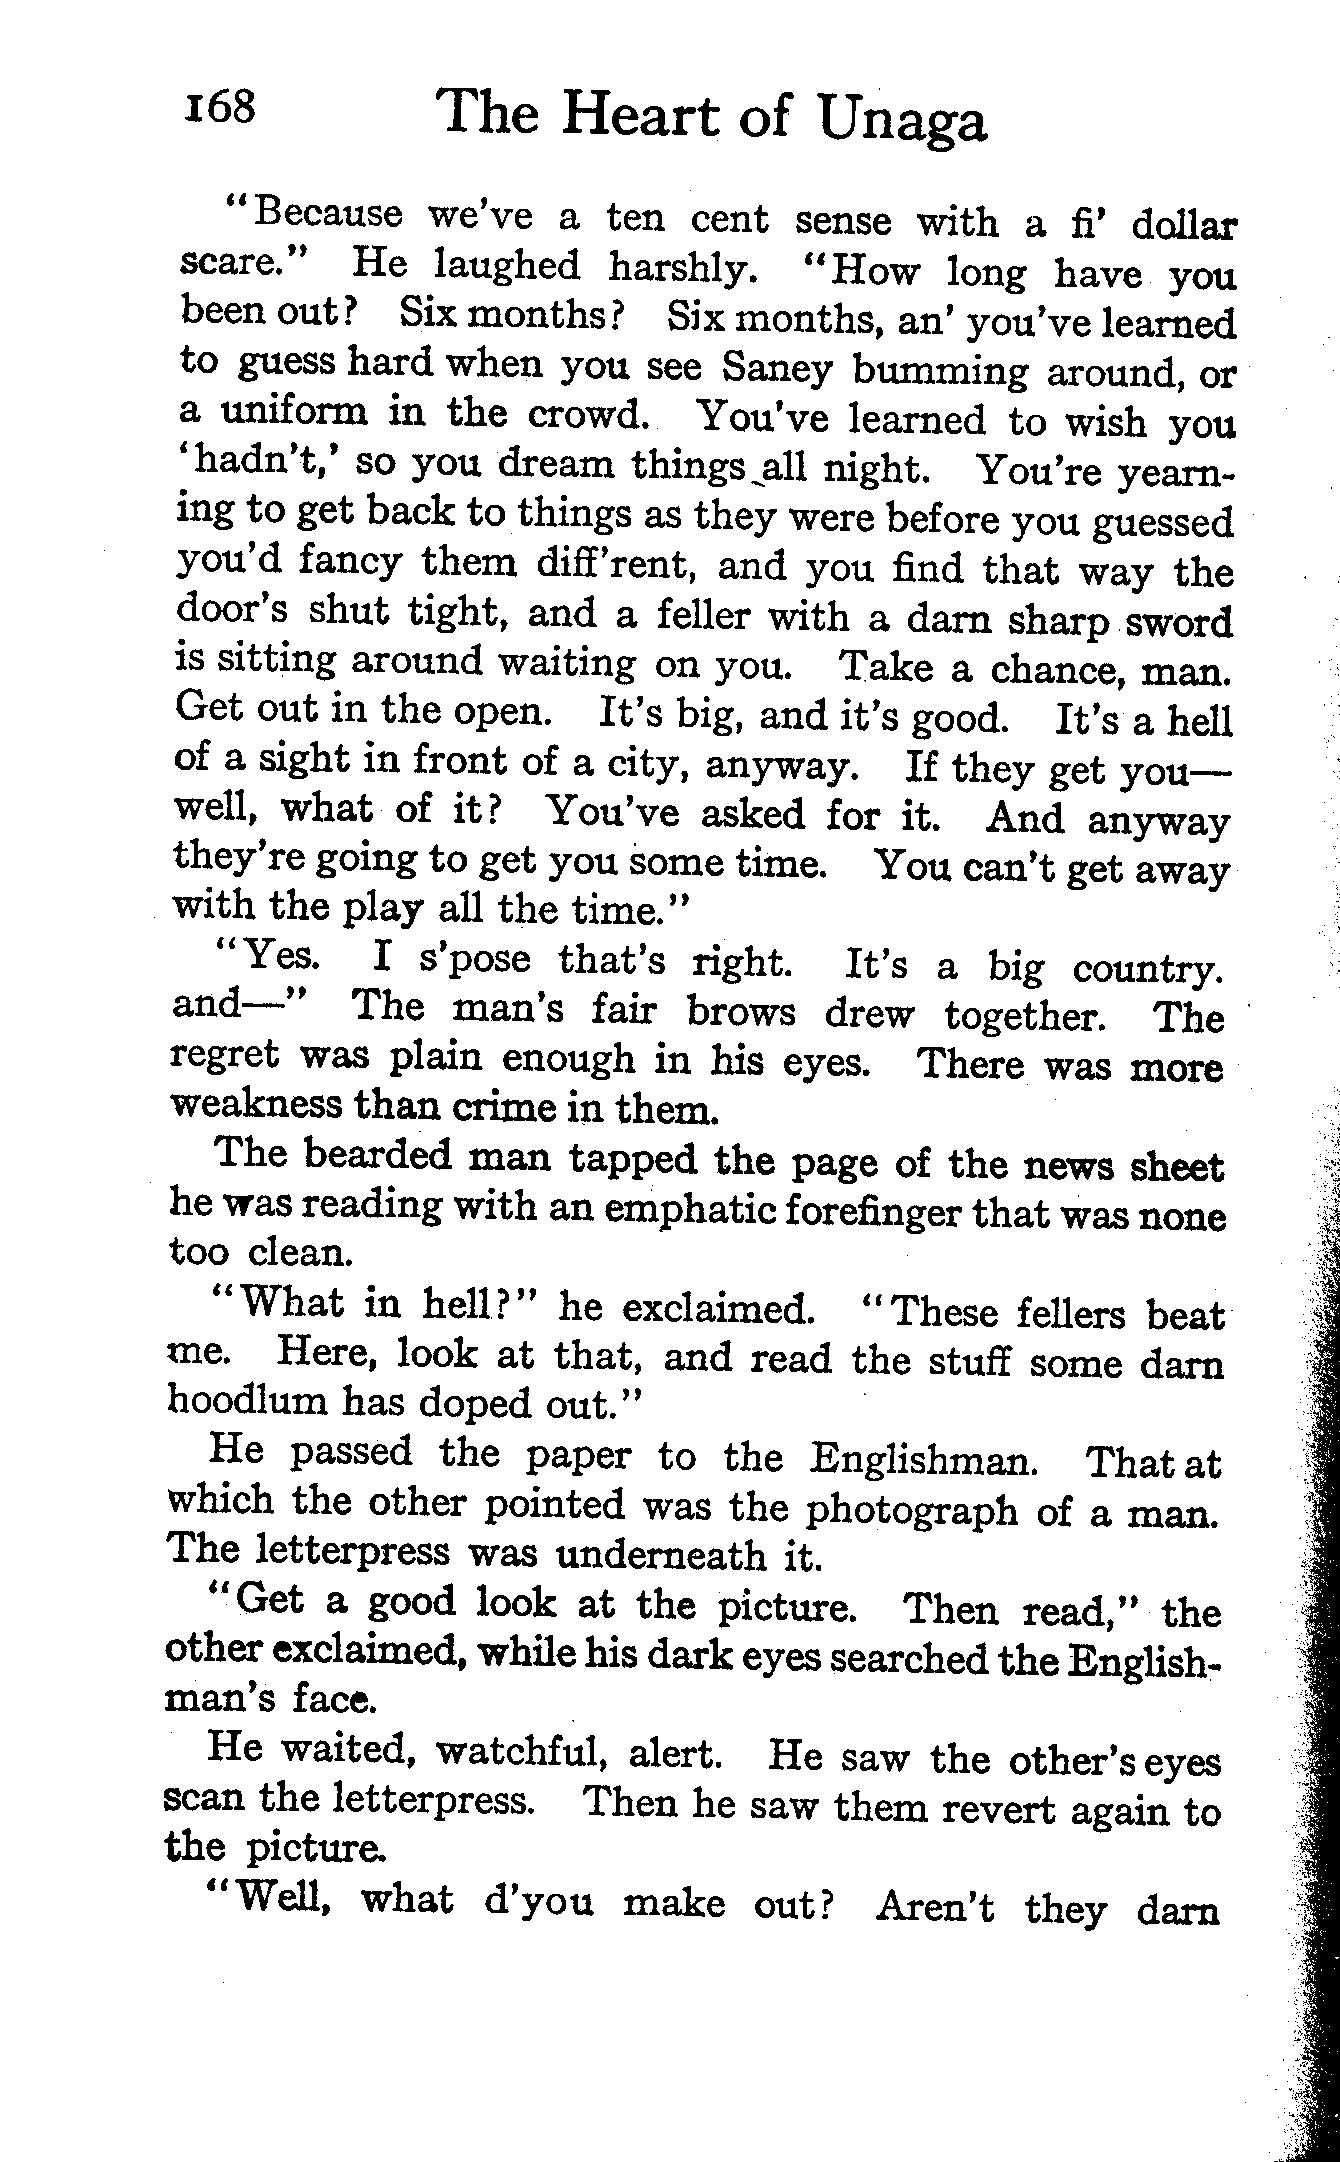 168 The Heart of Unaga
"Because we've a ten cent sense with a fi' dollar
scare." He laughed harshly. "How long have you
been out? Six months? Six months, an' you've learned
to guess hard when you see Saney bumming around, or
a uniform in the crowd. You've learned to wish you
'hadn't,' so you dream things all night. You're yearn-
ing to get back to things as they were before you guessed
you'd fancy them diff'rent, and you find that way the
door's shut tight, and a feller with a darn sharp sword
is sitting around waiting on you. Take a chance, man.
Get out in the open. It's big, and it's good. It's a hell
of a sight in front of a city, anyway. If they get you—
well, what of it? You've asked for it. And anyway
they're going to get you some time. You can't get away
with the play all the time."
"Yes. I s'pose that's right. It's a big country.
and—" The man's fair brows drew together. The
regret was plain enough in his eyes. There was more
weakness than crime in them.
The bearded man tapped the page of the news sheet
he was reading with an emphatic forefinger that was none
too clean.
"What in hell?" he exclaimed. "These fellers beat
me. Here, look at that, and read the stuff some darn
hoodlum has doped out."
He passed the paper to the Englishman. That at
which the other pointed was the photograph of a man.
The letterpress was underneath it.
"Get a good look at the picture. Then read," the
other exclaimed, while his dark eyes searched the English-
man's face.
He waited, watchful, alert. He saw the other's eyes
scan the letterpress. Then he saw them revert again to
the picture.
"Well, what d'you make out? Aren't they darn